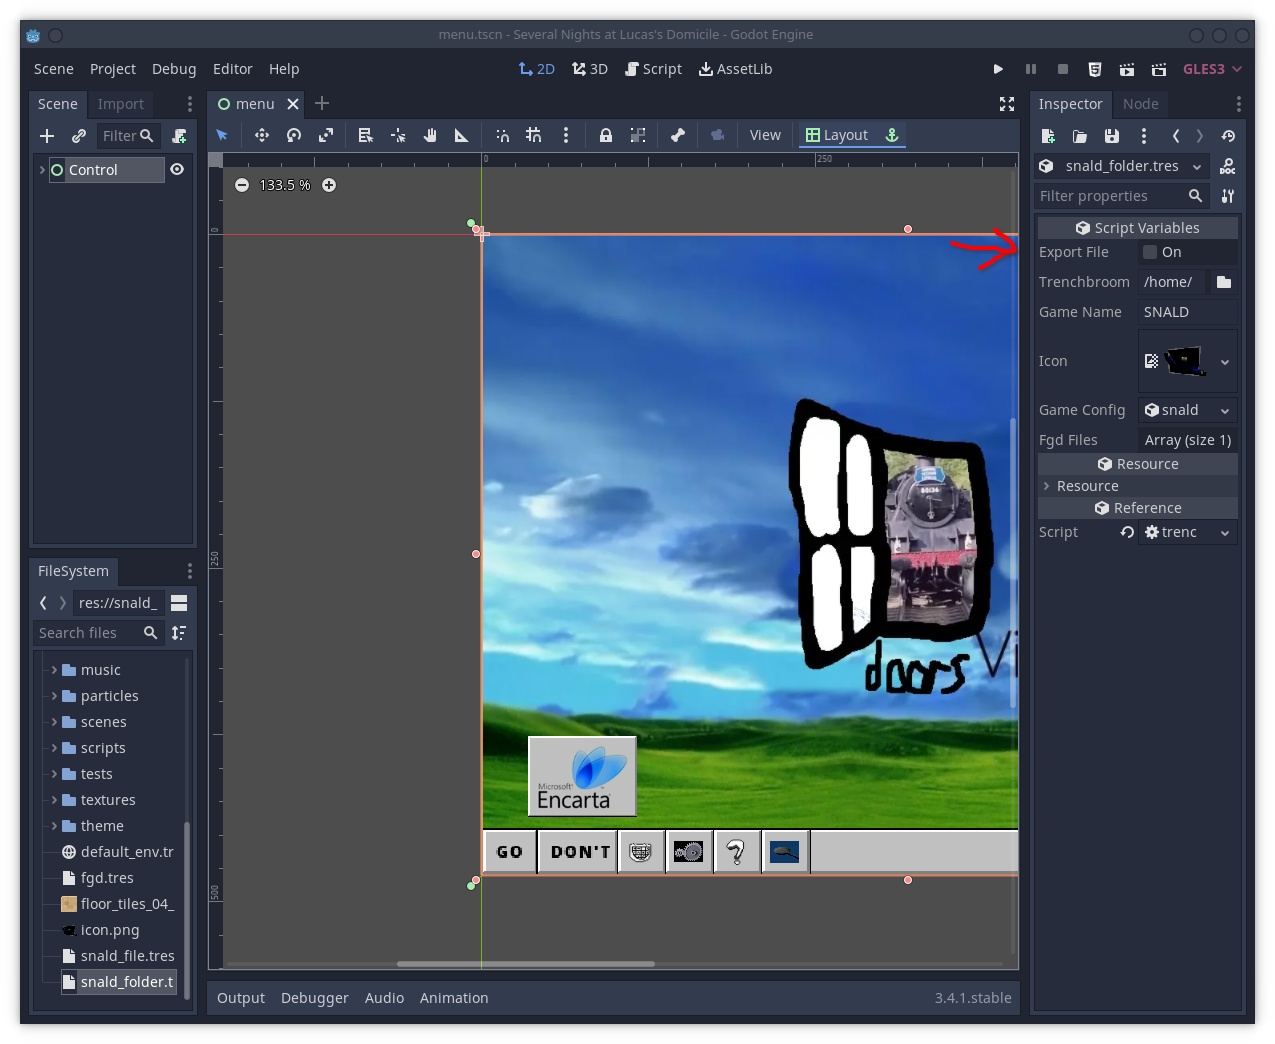 menu.tscn - Several Nights at Lucas's Domicile - Godot Engine
Scene Project Debug Editor Help 2D 3D Script AssetLib GLES3
Scene Import menu Inspector Node
Filter View Layout
snald_folder.tres
Filter properties
Control
0 250
133.5 %
Script Variables
Export File On
Trenchbroom /home/
Game Name SNALD
Icon
Game Config snald
Fgd Files Array (size 1)
Resource
Resource
Reference
Script trenc
0
250
500
80136
doors Vi
Microsoft®
Encarta
GO DON'T ?
FileSystem
res://snald_
Search files
music
particles
scenes
scripts
tests
textures
theme
default_env.tr
fgd.tres
floor_tiles_04_
icon.png
snald_file.tres
snald_folder.t
Output Debugger Audio Animation 3.4.1.stable